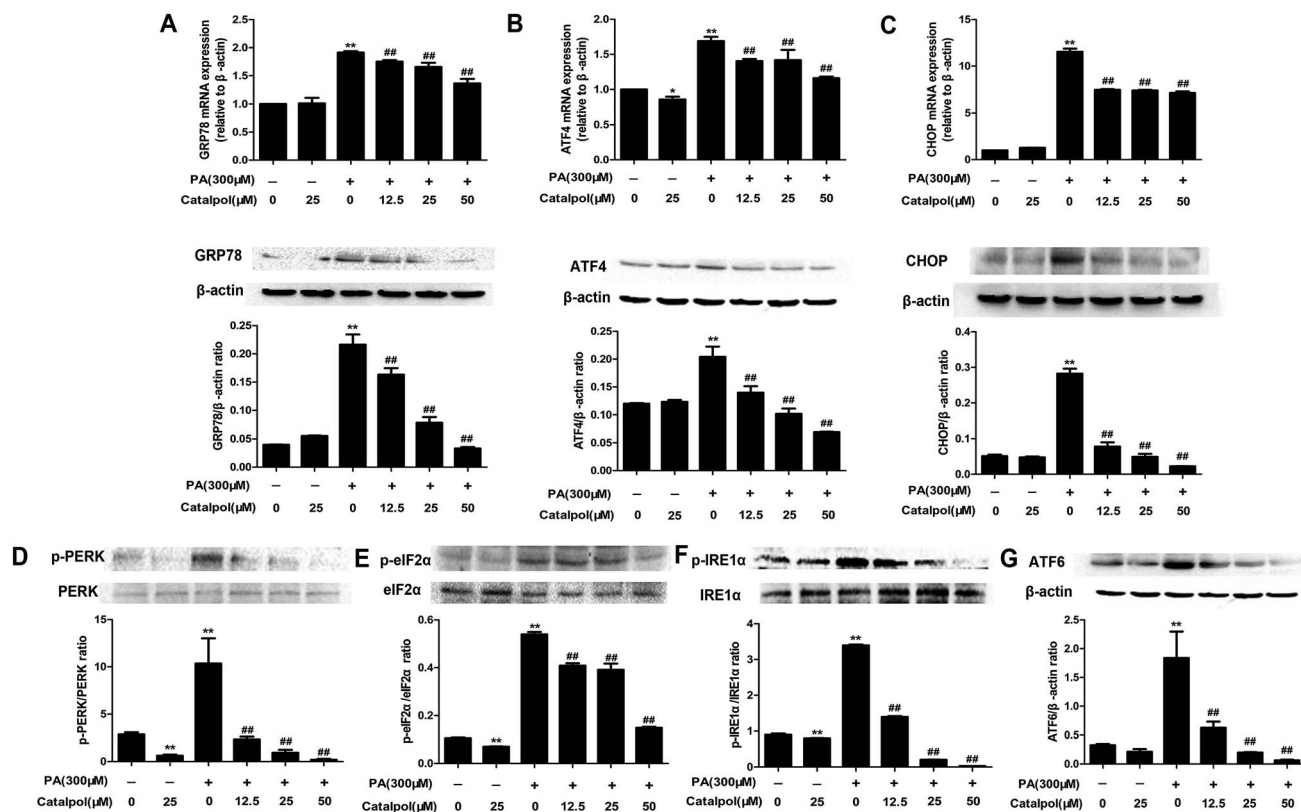 A
GRP78 mRNA expression
(relative to β -actin)
2.5
2.0
1.5
1.0
0.5
0.0
** ## ## ##
PA(300μM) – – + + + +
Catalpol(μM) 0 25 0 12.5 25 50
GRP78
β-actin
GRP78/β -actin ratio
0.25
0.20
0.15
0.10
0.05
0.00
** ## ## ##
PA(300μM) – – + + + +
Catalpol(μM) 0 25 0 12.5 25 50
B
ATF4 mRNA expression
(relative to β -actin)
2.0
1.5
1.0
0.5
0.0
* ** ## ## ##
PA(300μM) – – + + + +
Catalpol(μM) 0 25 0 12.5 25 50
ATF4
β-actin
ATF4/β -actin ratio
0.25
0.20
0.15
0.10
0.05
0.00
** ## ## ##
PA(300μM) – – + + + +
Catalpol(μM) 0 25 0 12.5 25 50
C
CHOP mRNA expression
(relative to β -actin)
15
10
5
0
** ## ## ##
PA(300μM) – – + + + +
Catalpol(μM) 0 25 0 12.5 25 50
CHOP
β-actin
CHOP/β -actin ratio
0.4
0.3
0.2
0.1
0.0
** ## ## ##
PA(300μM) – – + + + +
Catalpol(μM) 0 25 0 12.5 25 50
D
p-PERK
PERK
p-PERK/PERK ratio
15
10
5
0
** ** ## ## ##
PA(300μM) – – + + + +
Catalpol(μM) 0 25 0 12.5 25 50
E
p-eIF2α
eIF2α
p-eIF2α /eIF2α ratio
0.6
0.4
0.2
0.0
** ** ## ## ##
PA(300μM) – – + + + +
Catalpol(μM) 0 25 0 12.5 25 50
F
p-IRE1α
IRE1α
p-IRE1α /IRE1α ratio
4
3
2
1
0
** ** ## ## ##
PA(300μM) – – + + + +
Catalpol(μM) 0 25 0 12.5 25 50
G
ATF6
β-actin
ATF6/β -actin ratio
2.5
2.0
1.5
1.0
0.5
0.0
** ## ## ##
PA(300μM) – – + + + +
Catalpol(μM) 0 25 0 12.5 25 50